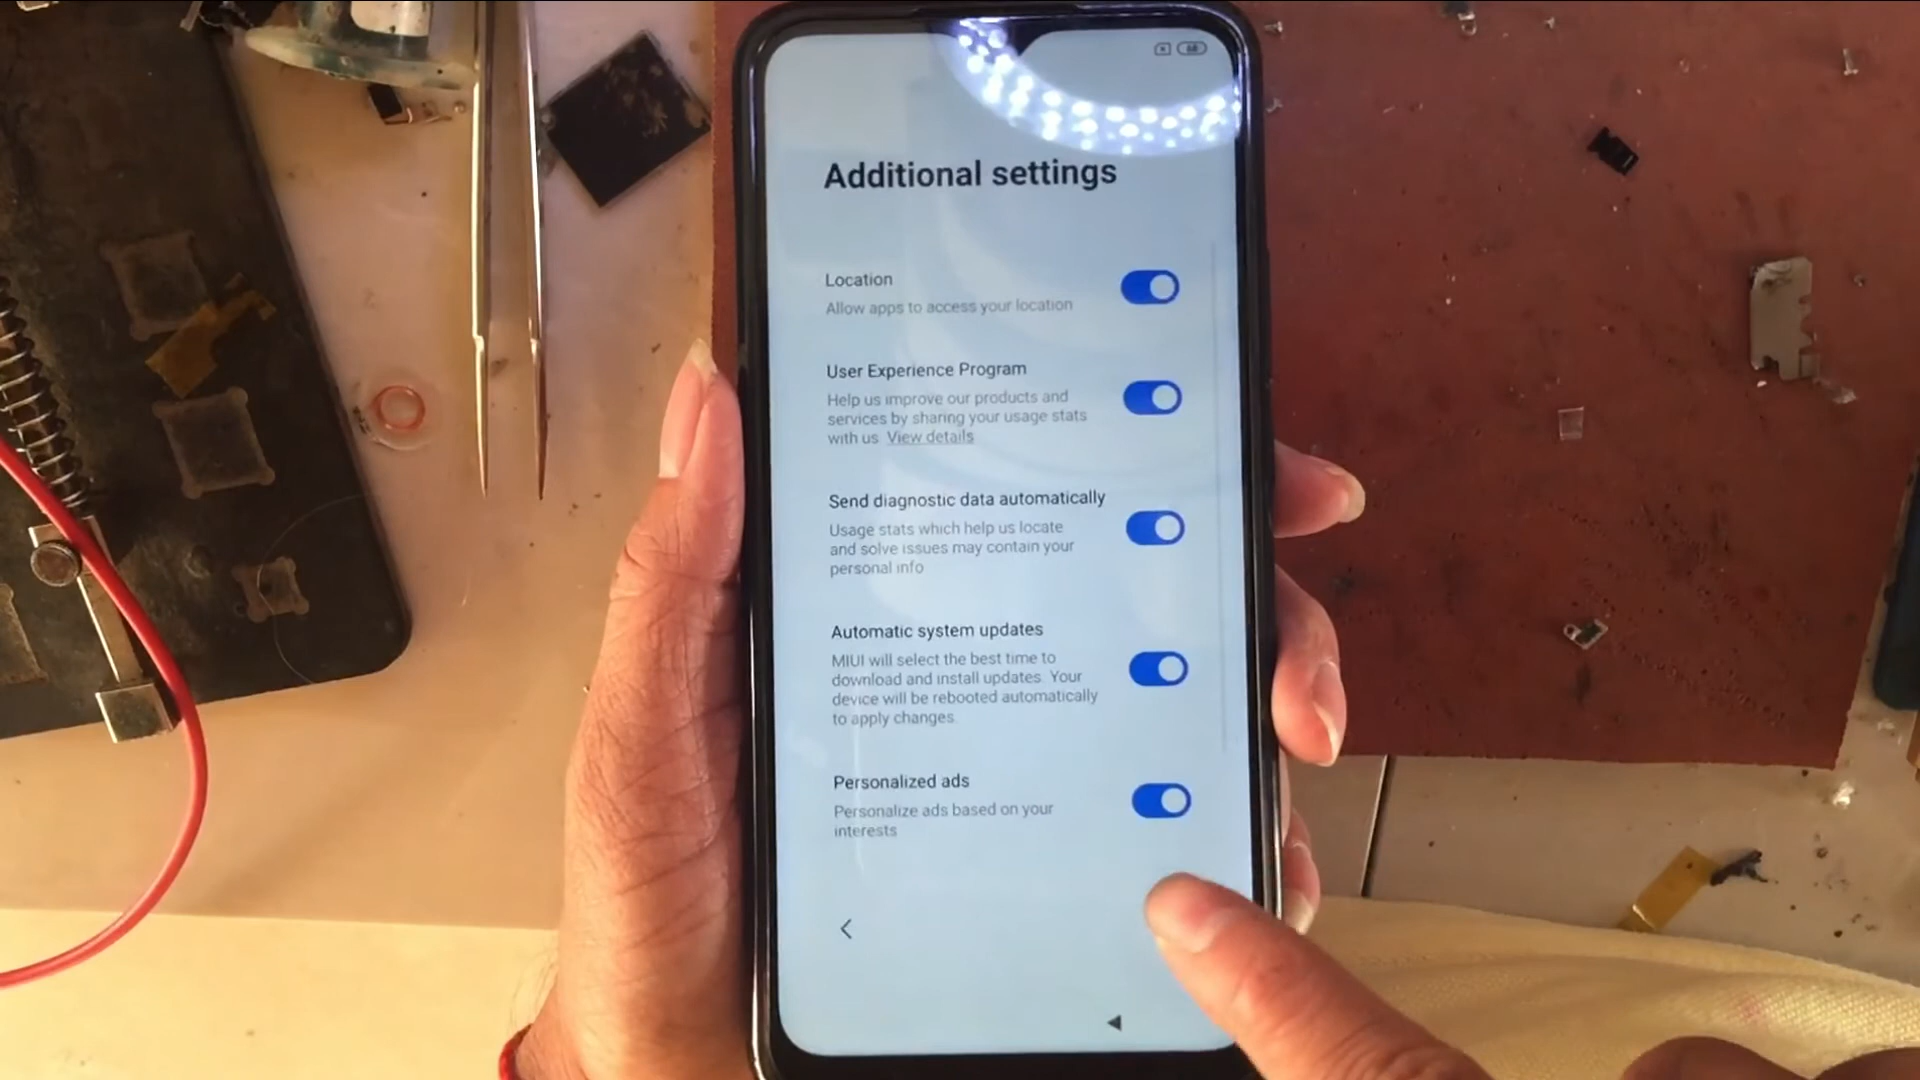 Additional settings
Location
Allow apps to access your location
User Experience Program
Help us improve our products and
services by sharing your usage stats
with us View details
Send diagnostic data automatically
Usage stats which help us locate
and solve issues may contain your
personal info
Automatic system updates
MIUI will select the best time to
download and install updates. Your
device will be rebooted automatically
to apply changes.
Personalized ads
Personalize ads based on your
interests